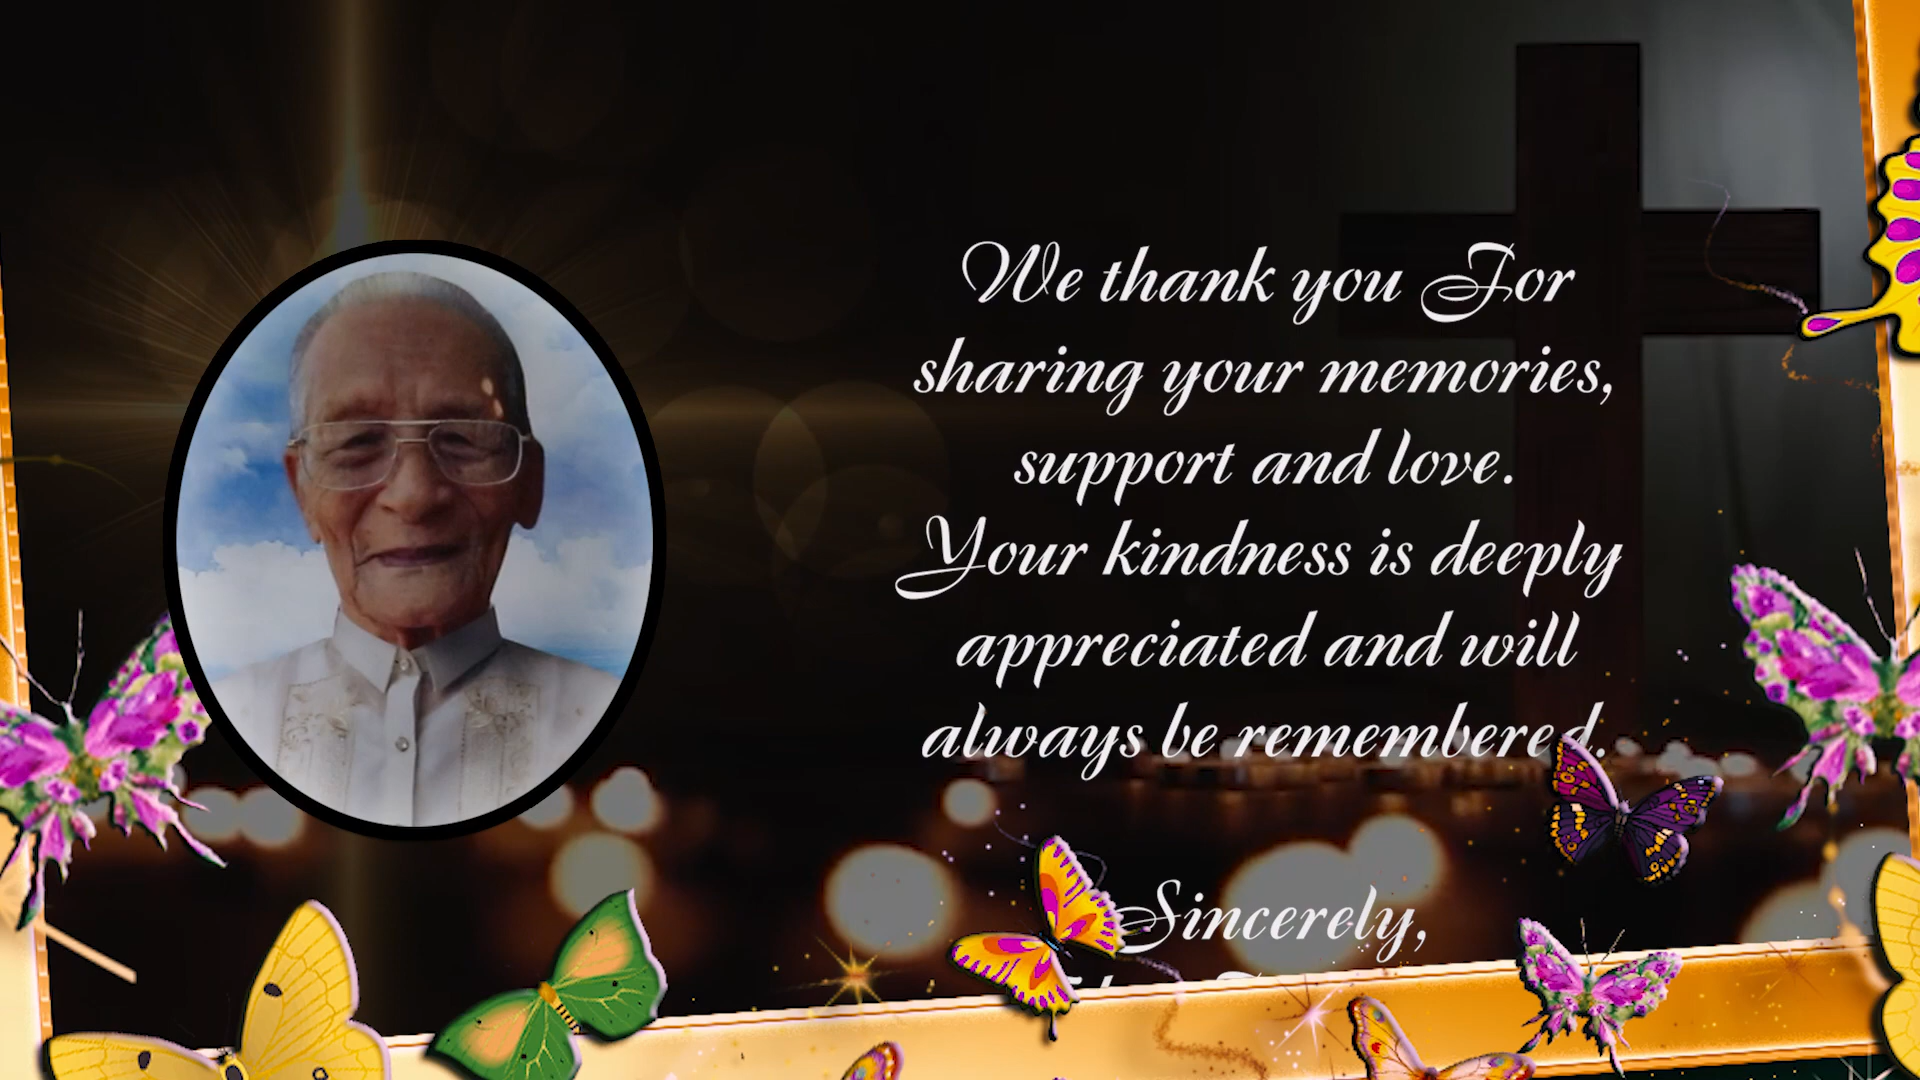 We thank you For
sharing your memories,
support and love.
Your kindness is deeply
appreciated and will
always be remembered.
Sincerely,